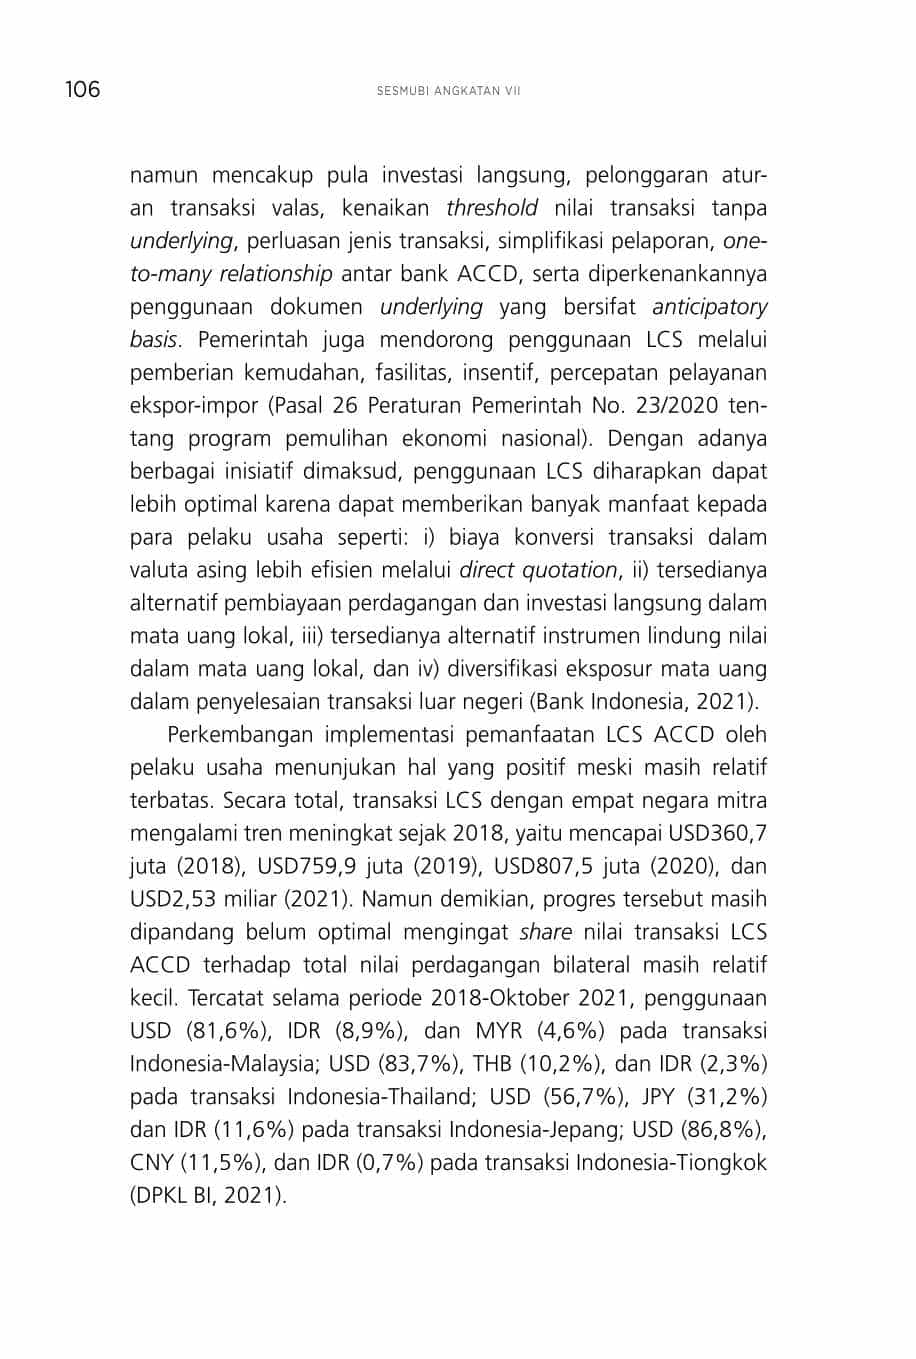 106
SESMUBI ANGKATAN VII
namun mencakup pula investasi langsung, pelonggaran atur-
an transaksi valas, kenaikan threshold nilai transaksi tanpa
underlying, perluasan jenis transaksi, simplifikasi pelaporan, one-
to-many relationship antar bank ACCD, serta diperkenankannya
penggunaan dokumen underlying yang bersifat anticipatory
basis. Pemerintah juga mendorong penggunaan LCS melalui
pemberian kemudahan, fasilitas, insentif, percepatan pelayanan
ekspor-impor (Pasal 26 Peraturan Pemerintah No. 23/2020 ten-
tang program pemulihan ekonomi nasional). Dengan adanya
berbagai inisiatif dimaksud, penggunaan LCS diharapkan dapat
lebih optimal karena dapat memberikan banyak manfaat kepada
para pelaku usaha seperti: i) biaya konversi transaksi dalam
valuta asing lebih efisien melalui direct quotation, ii) tersedianya
alternatif pembiayaan perdagangan dan investasi langsung dalam
mata uang lokal, iii) tersedianya alternatif instrumen lindung nilai
dalam mata uang lokal, dan iv) diversifikasi eksposur mata uang
dalam penyelesaian transaksi luar negeri (Bank Indonesia, 2021).
Perkembangan implementasi pemanfaatan LCS ACCD oleh
pelaku usaha menunjukan hal yang positif meski masih relatif
terbatas. Secara total, transaksi LCS dengan empat negara mitra
mengalami tren meningkat sejak 2018, yaitu mencapai USD360,7
juta (2018), USD759,9 juta (2019), USD807,5 juta (2020), dan
USD2,53 miliar (2021). Namun demikian, progres tersebut masih
dipandang belum optimal mengingat share nilai transaksi LCS
ACCD terhadap total nilai perdagangan bilateral masih relatif
kecil. Tercatat selama periode 2018-Oktober 2021, penggunaan
USD (81,6%), IDR (8,9%), dan MYR (4,6%) pada transaksi
Indonesia-Malaysia; USD (83,7%), THB (10,2%), dan IDR (2,3%)
pada transaksi Indonesia-Thailand; USD (56,7%), JPY (31,2%)
dan IDR (11,6%) pada transaksi Indonesia-Jepang; USD (86,8%),
CNY (11,5%), dan IDR (0,7%) pada transaksi Indonesia-Tiongkok
(DPKL BI, 2021).